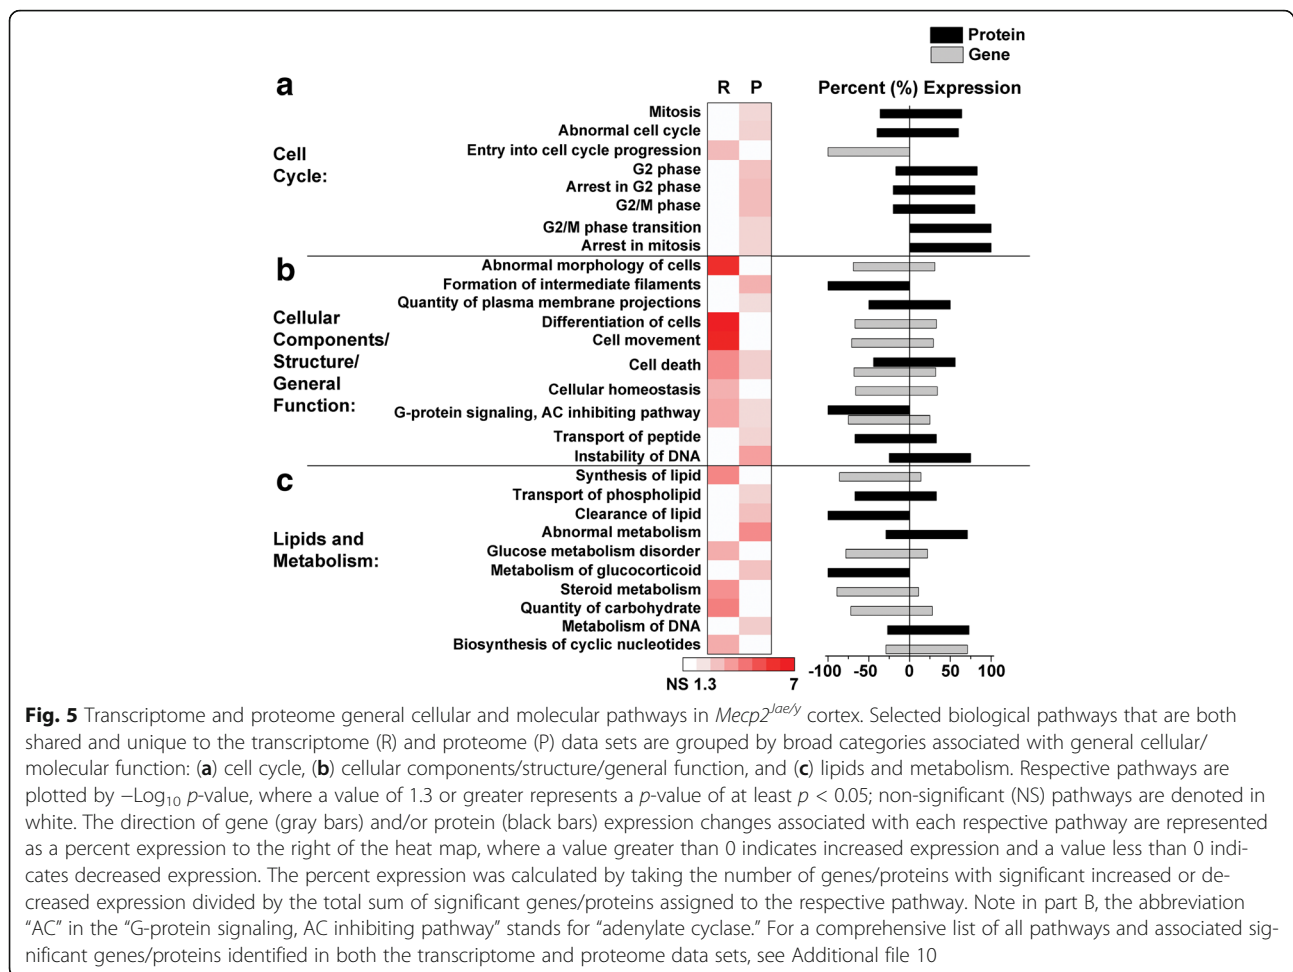 Protein
Gene
a
R P Percent (%) Expression
Cell
Cycle:
Mitosis
Abnormal cell cycle
Entry into cell cycle progression
G2 phase
Arrest in G2 phase
G2/M phase
G2/M phase transition
Arrest in mitosis
b
Cellular
Components/
Structure/
General
Function:
Abnormal morphology of cells
Formation of intermediate filaments
Quantity of plasma membrane projections
Differentiation of cells
Cell movement
Cell death
Cellular homeostasis
G-protein signaling, AC inhibiting pathway
Transport of peptide
Instability of DNA
c
Lipids and
Metabolism:
Synthesis of lipid
Transport of phospholipid
Clearance of lipid
Abnormal metabolism
Glucose metabolism disorder
Metabolism of glucocorticoid
Steroid metabolism
Quantity of carbohydrate
Metabolism of DNA
Biosynthesis of cyclic nucleotides
NS 1.3 7
-100 -50 0 50 100
Fig. 5 Transcriptome and proteome general cellular and molecular pathways in Mecp2Jae/y cortex. Selected biological pathways that are both
shared and unique to the transcriptome (R) and proteome (P) data sets are grouped by broad categories associated with general cellular/
molecular function: (a) cell cycle, (b) cellular components/structure/general function, and (c) lipids and metabolism. Respective pathways are
plotted by −Log10 p-value, where a value of 1.3 or greater represents a p-value of at least p < 0.05; non-significant (NS) pathways are denoted in
white. The direction of gene (gray bars) and/or protein (black bars) expression changes associated with each respective pathway are represented
as a percent expression to the right of the heat map, where a value greater than 0 indicates increased expression and a value less than 0 indi-
cates decreased expression. The percent expression was calculated by taking the number of genes/proteins with significant increased or de-
creased expression divided by the total sum of significant genes/proteins assigned to the respective pathway. Note in part B, the abbreviation
“AC” in the “G-protein signaling, AC inhibiting pathway” stands for “adenylate cyclase.” For a comprehensive list of all pathways and associated sig-
nificant genes/proteins identified in both the transcriptome and proteome data sets, see Additional file 10